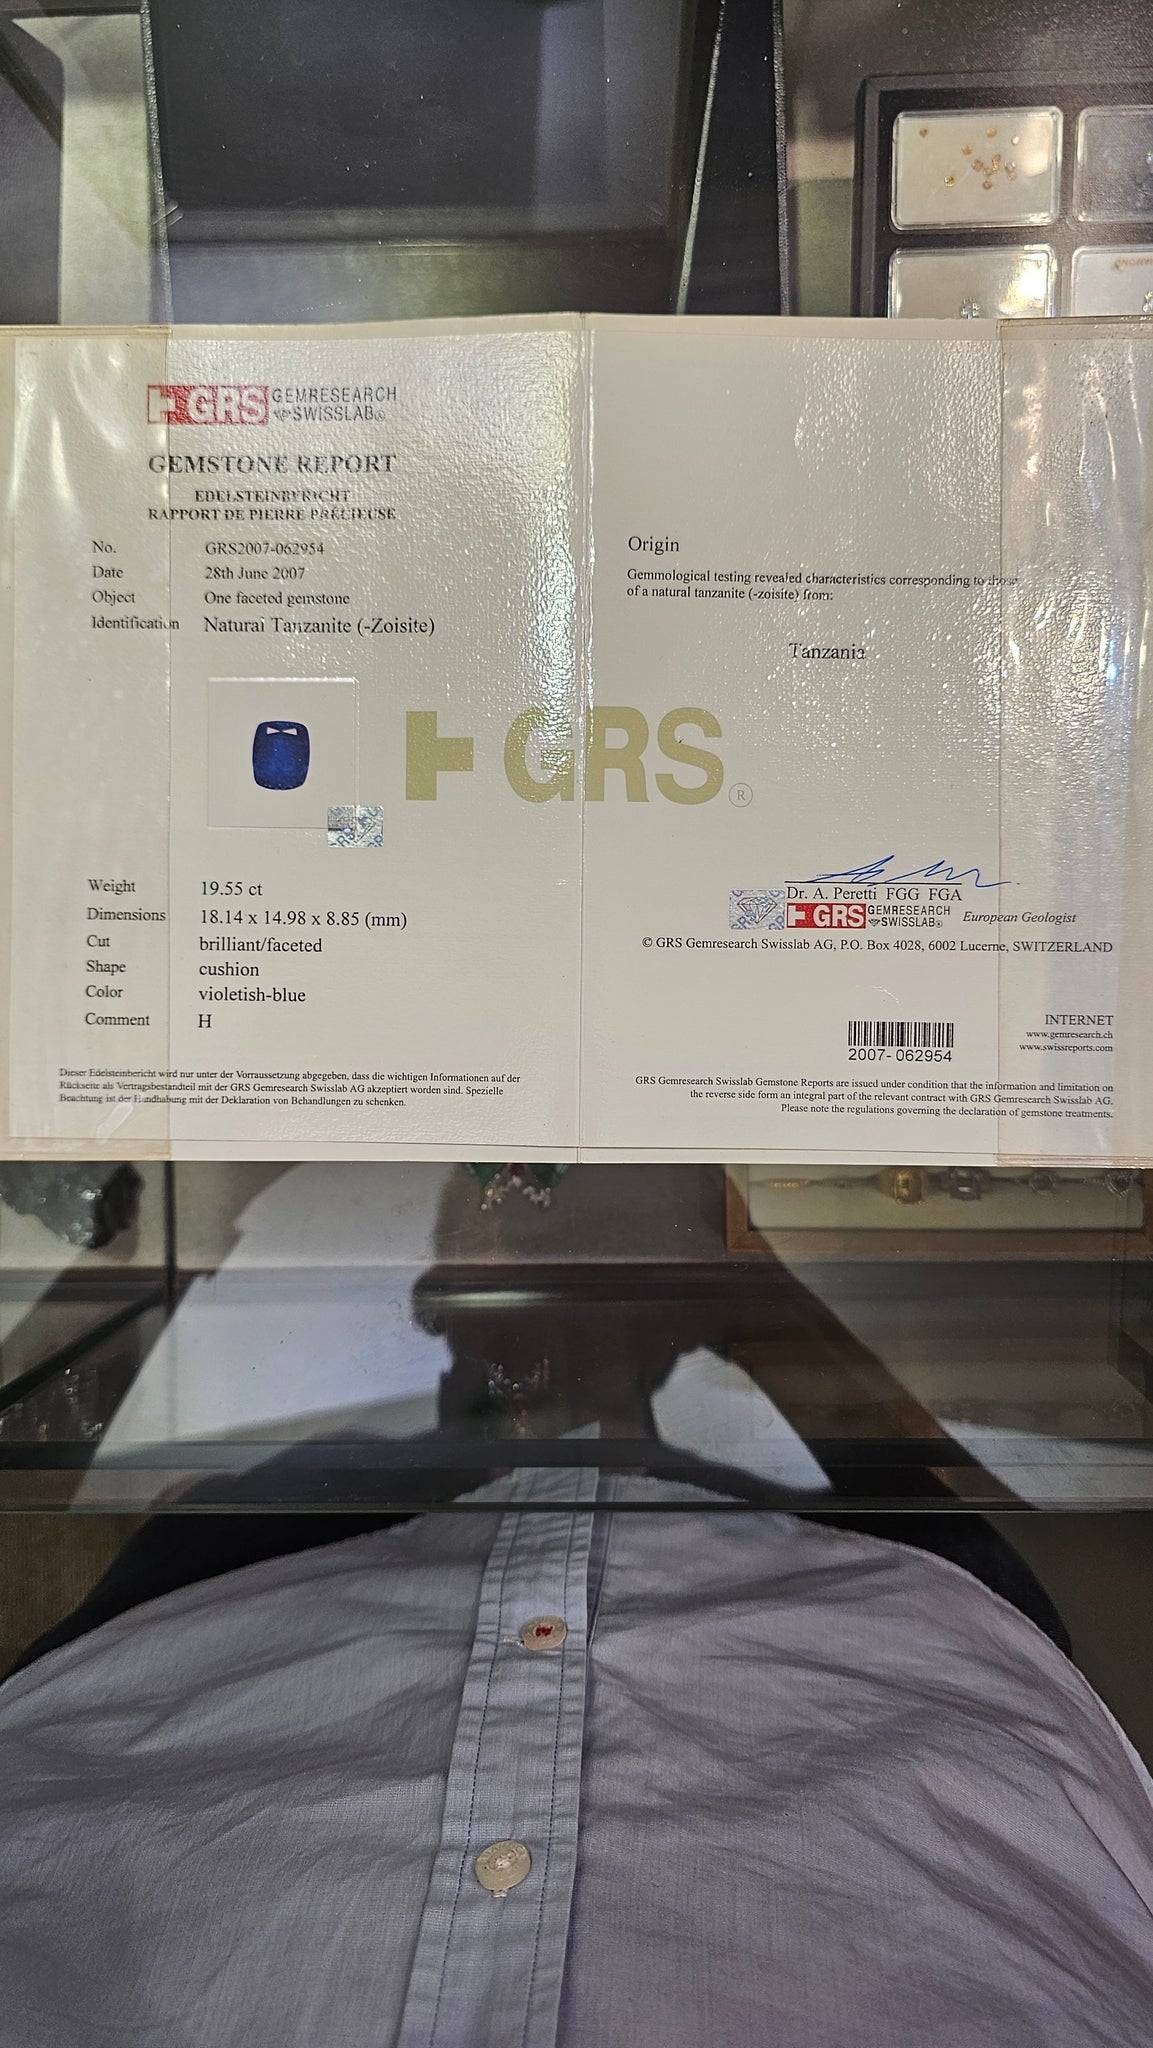 GRS GEMRESEARCH
SWISSLAB®
GEMSTONE REPORT
EDELSTEINBERICHT
RAPPORT DE PIERRE PRÉCIEUSE
No. GRS2007-062954
Date 28th June 2007
Object One faceted gemstone
Identification Natural Tanzanite (-Zoisite)
Weight 19.55 ct
Dimensions 18.14 x 14.98 x 8.85 (mm)
Cut brilliant/faceted
Shape cushion
Color violetish-blue
Comment H
Dieser Edelsteinbericht wird nur unter der Vorraussetzung abgegeben, dass die wichtigen Informationen auf der
Rückseite als Vertragsbestandteil mit der GRS Gemresearch Swisslab AG akzeptiert worden sind. Spezielle
Beachtung ist der Handhabung mit der Deklaration von Behandlungen zu schenken.
GRS®
Origin
Gemmological testing revealed characteristics corresponding to those
of a natural tanzanite (-zoisite) from:
Tanzania
Dr. A. Peretti FGG FGA
GRS GEMRESEARCH
SWISSLAB® European Geologist
© GRS Gemresearch Swisslab AG, P.O. Box 4028, 6002 Lucerne, SWITZERLAND
INTERNET
www.gemresearch.ch
www.swissreports.com
2007-062954
GRS Gemresearch Swisslab Gemstone Reports are issued under condition that the information and limitation on
the reverse side form an integral part of the relevant contract with GRS Gemresearch Swisslab AG.
Please note the regulations governing the declaration of gemstone treatments.